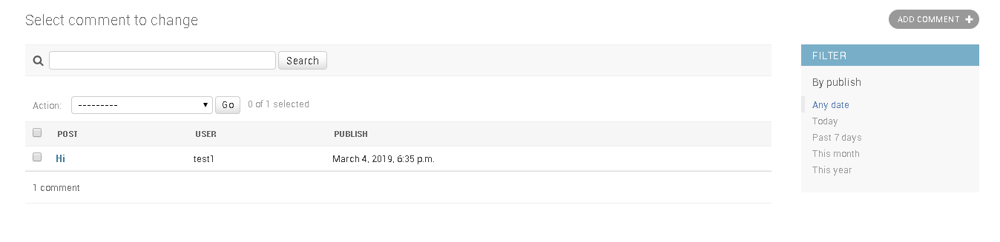 Select comment to change
ADD COMMENT +
Search
FILTER
By publish
Any date
Today
Past 7 days
This month
This year
Action: --------- Go 0 of 1 selected
POST USER PUBLISH
Hi test1 March 4, 2019, 6:35 p.m.
1 comment